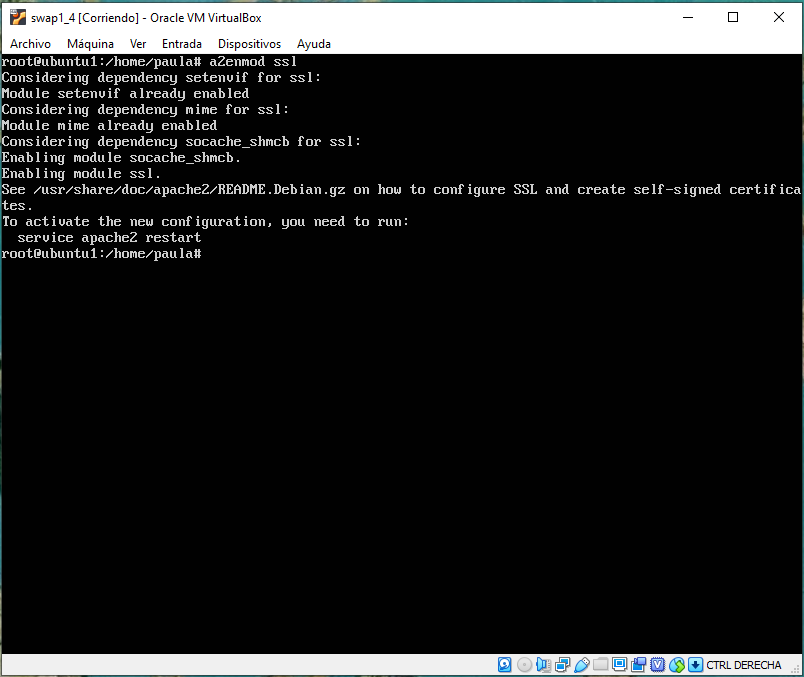 swap1_4 [Corriendo] - Oracle VM VirtualBox
Archivo Máquina Ver Entrada Dispositivos Ayuda
root@ubuntu1:/home/paula# a2enmod ssl
Considering dependency setenvif for ssl:
Module setenvif already enabled
Considering dependency mime for ssl:
Module mime already enabled
Considering dependency socache_shmcb for ssl:
Enabling module socache_shmcb.
Enabling module ssl.
See /usr/share/doc/apache2/README.Debian.gz on how to configure SSL and create self-signed certifica
tes.
To activate the new configuration, you need to run:
  service apache2 restart
root@ubuntu1:/home/paula#
CTRL DERECHA